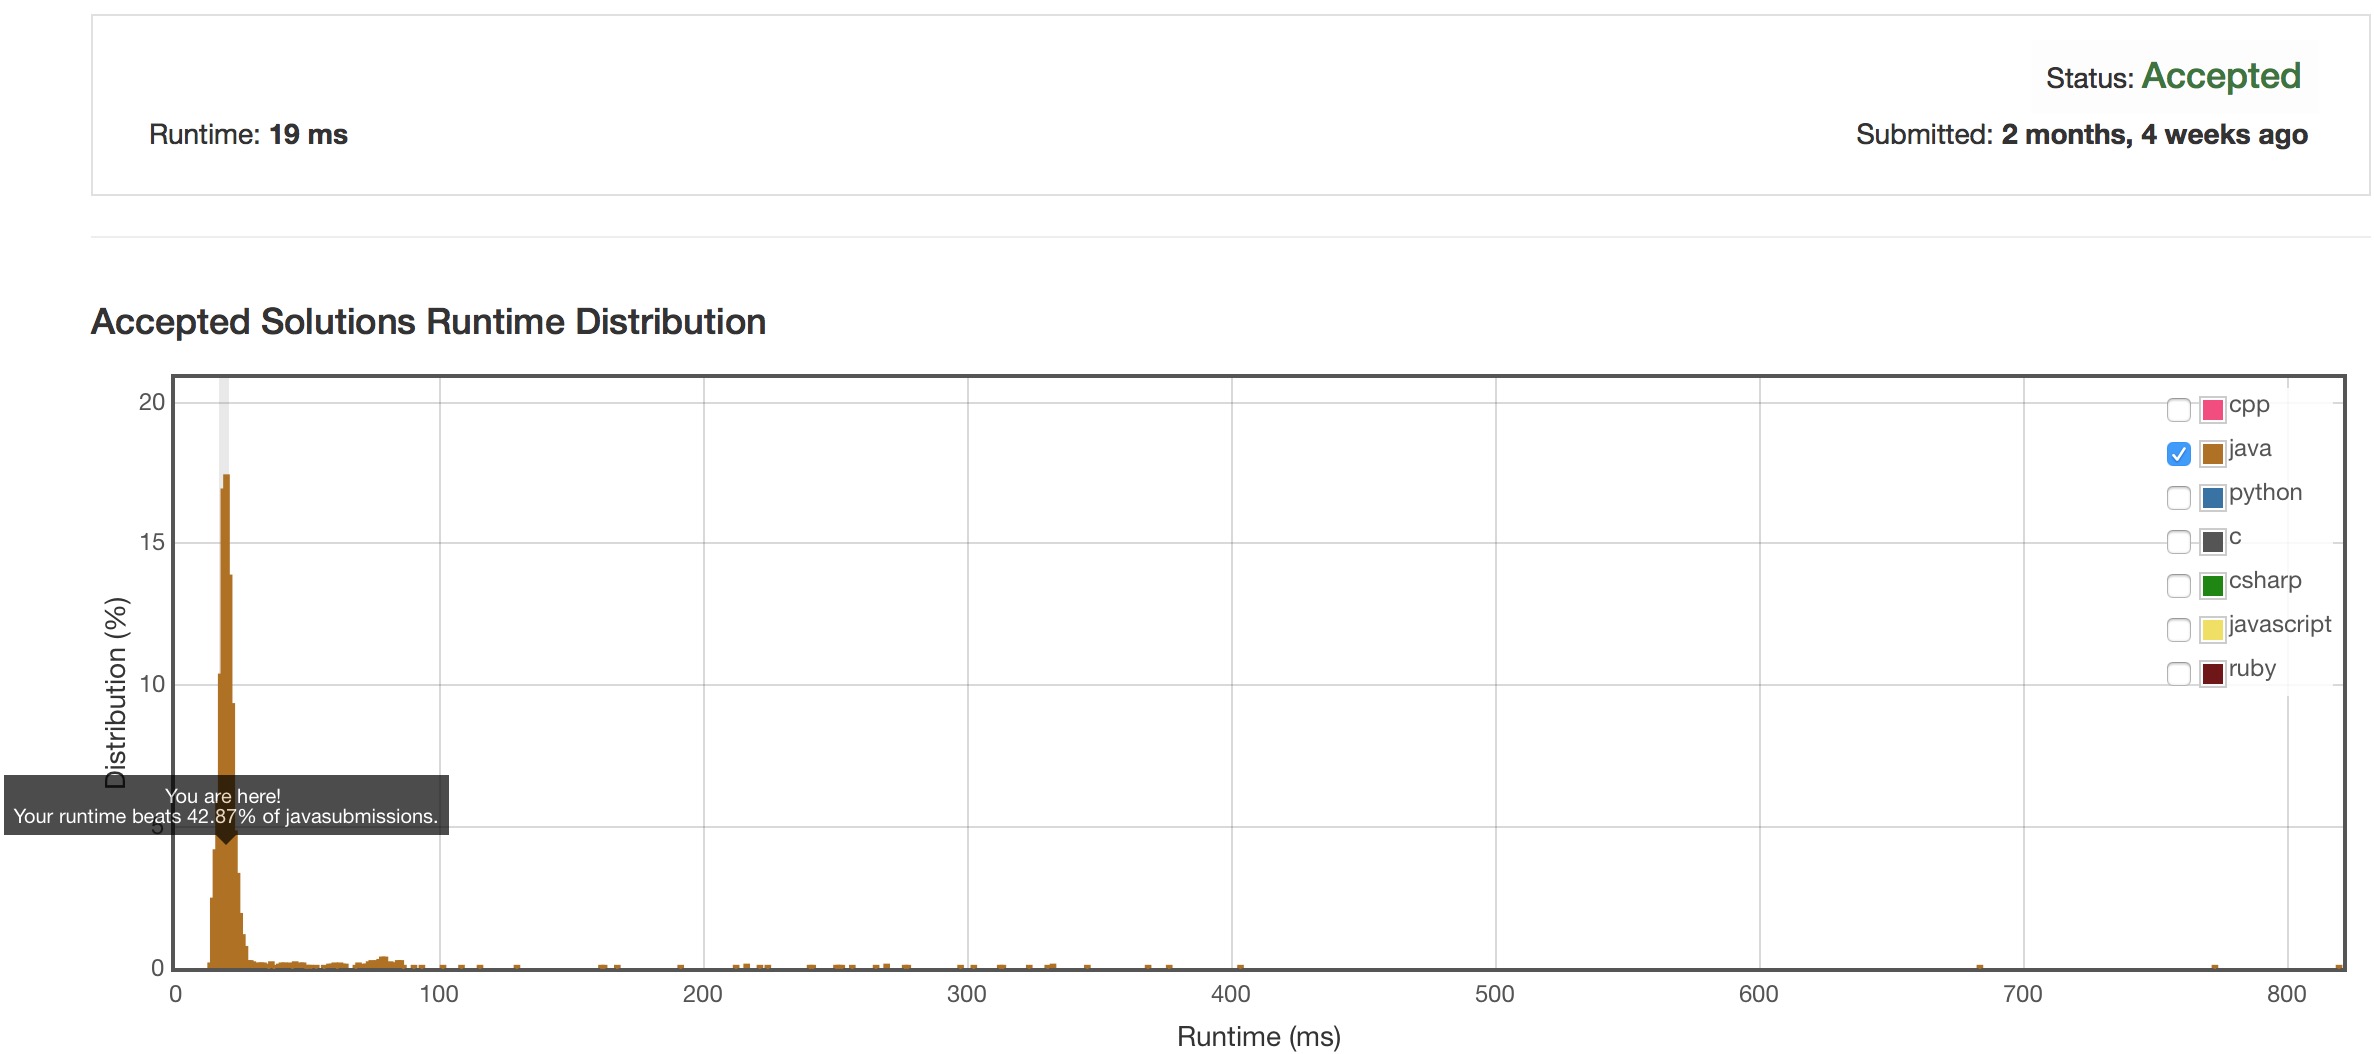 Status: Accepted
Runtime: 19 ms
Submitted: 2 months, 4 weeks ago
Accepted Solutions Runtime Distribution
20
15
10
5
0
Distribution (%)
You are here!
Your runtime beats 42.87% of javasubmissions.
cpp
java
python
c
csharp
javascript
ruby
0 100 200 300 400 500 600 700 800
Runtime (ms)